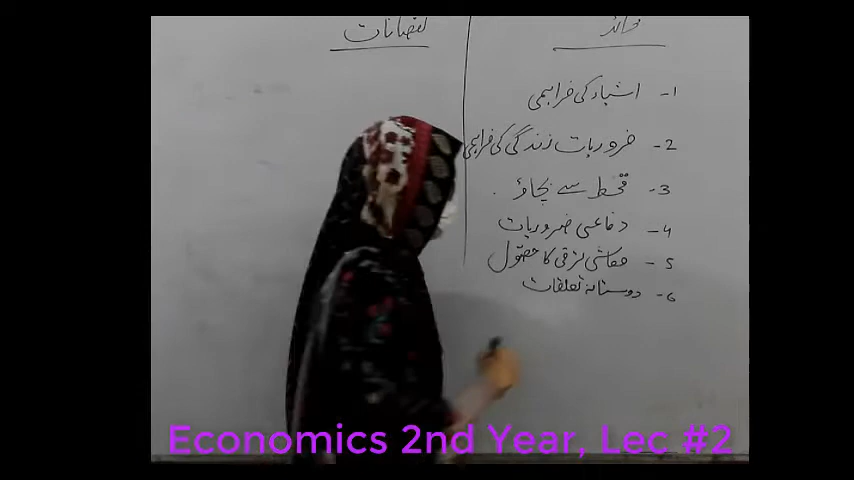 فوائد
نقصانات
1- اشیاء کی فراہمی
2- ضروریات زندگی کی فراہمی
3- قحط سے بچاؤ
4- دفاعی ضروریات
5- معاشی ترقی کا حصول
6- دوستانہ تعلقات
Economics 2nd Year, Lec #2